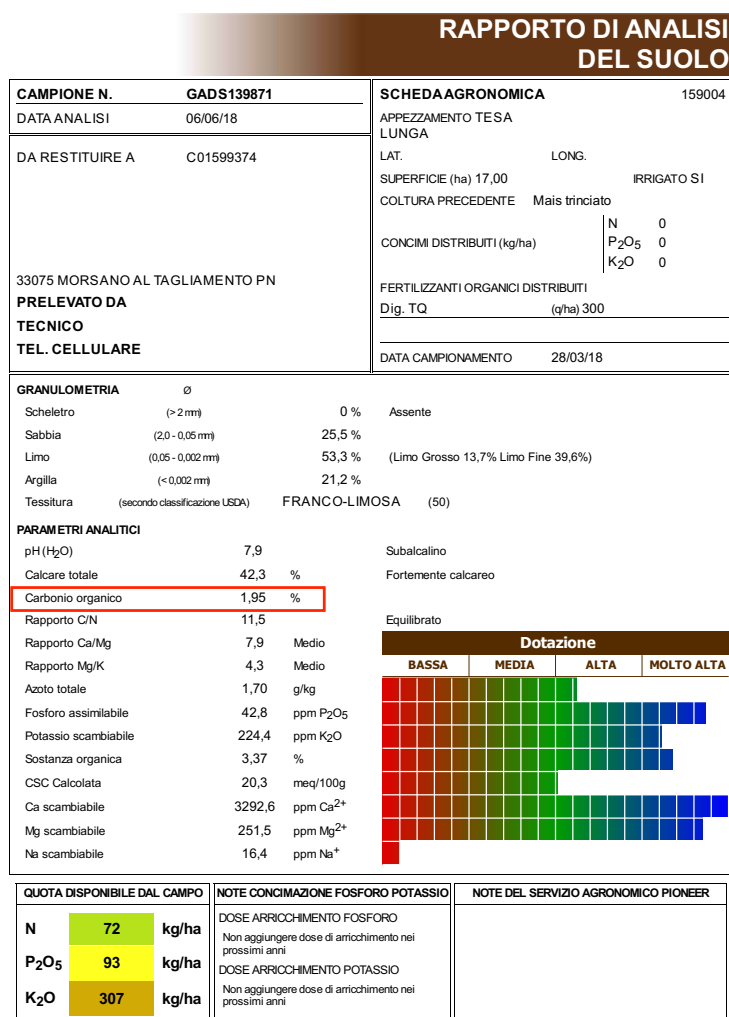 RAPPORTO DI ANALISI
DEL SUOLO
CAMPIONE N. GADS139871
DATA ANALISI 06/06/18
DA RESTITUIRE A C01599374
33075 MORSANO AL TAGLIAMENTO PN
PRELEVATO DA
TECNICO
TEL. CELLULARE
SCHEDA AGRONOMICA 159004
APPEZZAMENTO TESA
LUNGA
LAT. LONG.
SUPERFICIE (ha) 17,00 IRRIGATO SI
COLTURA PRECEDENTE Mais trinciato
CONCIMI DISTRIBUITI (kg/ha)
N 0
P2O5 0
K2O 0
FERTILIZZANTI ORGANICI DISTRIBUITI
Dig. TQ (q/ha) 300
DATA CAMPIONAMENTO 28/03/18
GRANULOMETRIA Ø
Scheletro (> 2 mm) 0 % Assente
Sabbia (2,0 - 0,05 mm) 25,5 %
Limo (0,05 - 0,002 mm) 53,3 % (Limo Grosso 13,7% Limo Fine 39,6%)
Argilla (< 0,002 mm) 21,2 %
Tessitura (secondo classificazione USDA) FRANCO-LIMOSA (50)
PARAMETRI ANALITICI
pH (H2O) 7,9 Subalcalino
Calcare totale 42,3 % Fortemente calcareo
Carbonio organico 1,95 %
Rapporto C/N 11,5 Equilibrato
Rapporto Ca/Mg 7,9 Medio
Rapporto Mg/K 4,3 Medio
Azoto totale 1,70 g/kg
Fosforo assimilabile 42,8 ppm P2O5
Potassio scambiabile 224,4 ppm K2O
Sostanza organica 3,37 %
CSC Calcolata 20,3 meq/100g
Ca scambiabile 3292,6 ppm Ca2+
Mg scambiabile 251,5 ppm Mg2+
Na scambiabile 16,4 ppm Na+
Dotazione
BASSA MEDIA ALTA MOLTO ALTA
QUOTA DISPONIBILE DAL CAMPO
N 72 kg/ha
P2O5 93 kg/ha
K2O 307 kg/ha
NOTE CONCIMAZIONE FOSFORO POTASSIO
DOSE ARRICCHIMENTO FOSFORO
Non aggiungere dose di arricchimento nei
prossimi anni
DOSE ARRICCHIMENTO POTASSIO
Non aggiungere dose di arricchimento nei
prossimi anni
NOTE DEL SERVIZIO AGRONOMICO PIONEER